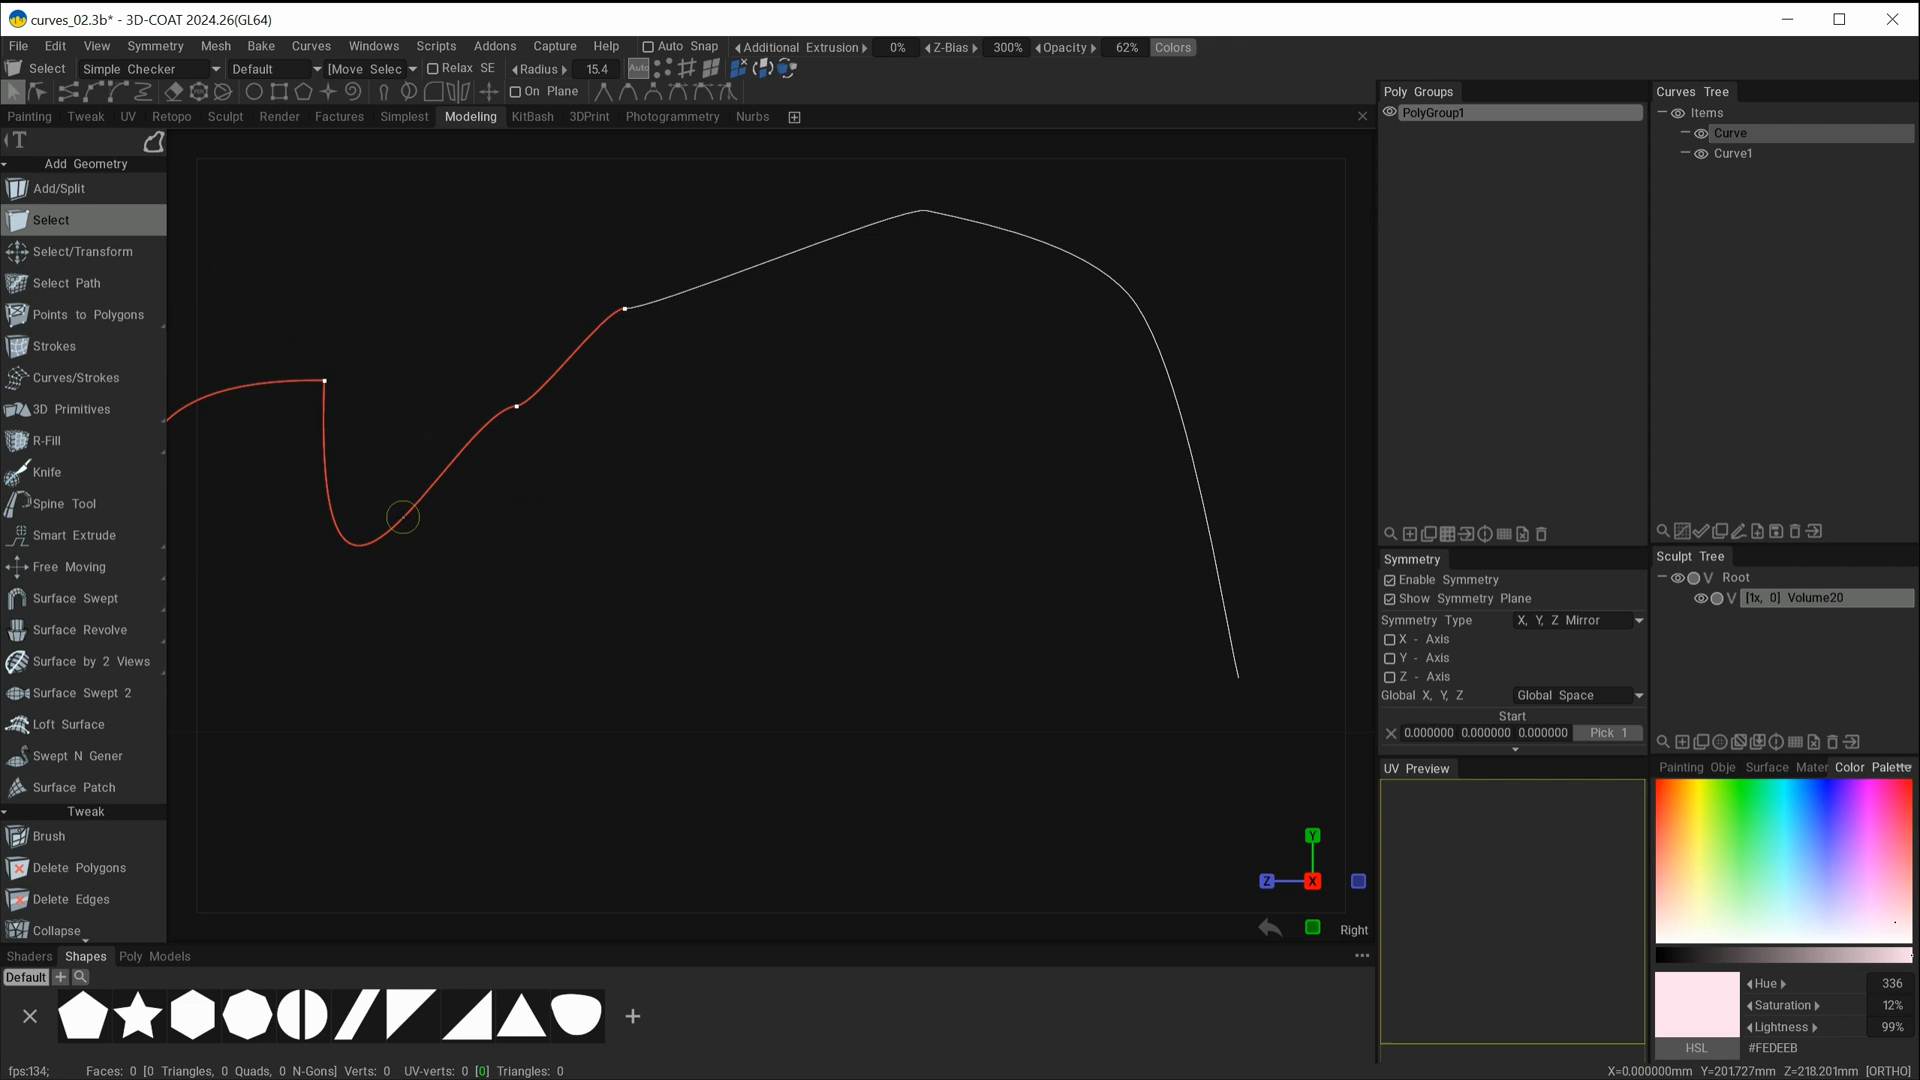 curves_02.3b* - 3D-COAT 2024.26(GL64)
File Edit View Symmetry Mesh Bake Curves Windows Scripts Addons Capture Help Auto Snap Additional Extrusion 0% Z-Bias 300% Opacity 62% Colors
Select Simple Checker Default [Move Selec Relax SE Radius 15.4 Auto
On Plane
Painting Tweak UV Retopo Sculpt Render Factures Simplest Modeling KitBash 3DPrint Photogrammetry Nurbs
T
Add Geometry
Add/Split
Select
Select/Transform
Select Path
Points to Polygons
Strokes
Curves/Strokes
3D Primitives
R-Fill
Knife
Spine Tool
Smart Extrude
Free Moving
Surface Swept
Surface Revolve
Surface by 2 Views
Surface Swept 2
Loft Surface
Swept N Gener
Surface Patch
Tweak
Brush
Delete Polygons
Delete Edges
Collapse
Y
Z X
Right
Poly Groups
PolyGroup1
Symmetry
Enable Symmetry
Show Symmetry Plane
Symmetry Type X, Y, Z Mirror
X - Axis
Y - Axis
Z - Axis
Global X, Y, Z Global Space
Start
0.000000 0.000000 0.000000 Pick 1
UV Preview
Curves Tree
Items
Curve
Curve1
Sculpt Tree
V Root
V [1x, 0] Volume20
Painting Obje Surface Mater Color Palette
Hue 336
Saturation 12%
Lightness 99%
HSL #FEDEEB
Shaders Shapes Poly Models
Default
fps:134; Faces: 0 [0 Triangles, 0 Quads, 0 N-Gons] Verts: 0 UV-verts: 0 [0] Triangles: 0
X=0.000000mm Y=201.727mm Z=218.201mm [ORTHO]